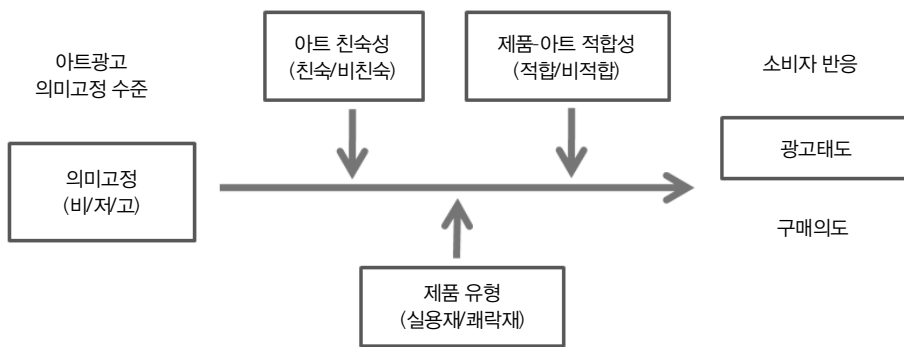 아트광고
의미고정 수준
의미고정
(비/저/고)
아트 친숙성
(친숙/비친숙)
제품-아트 적합성
(적합/비적합)
제품 유형
(실용재/쾌락재)
소비자 반응
광고태도
구매의도